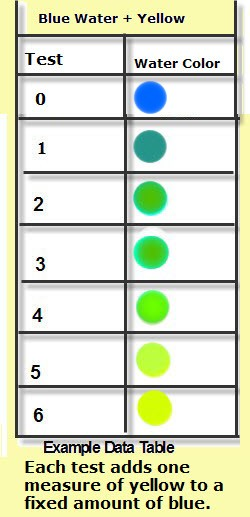 Blue Water + Yellow
Test Water Color
0
1
2
3
4
5
6
Example Data Table
Each test adds one
measure of yellow to a
fixed amount of blue.